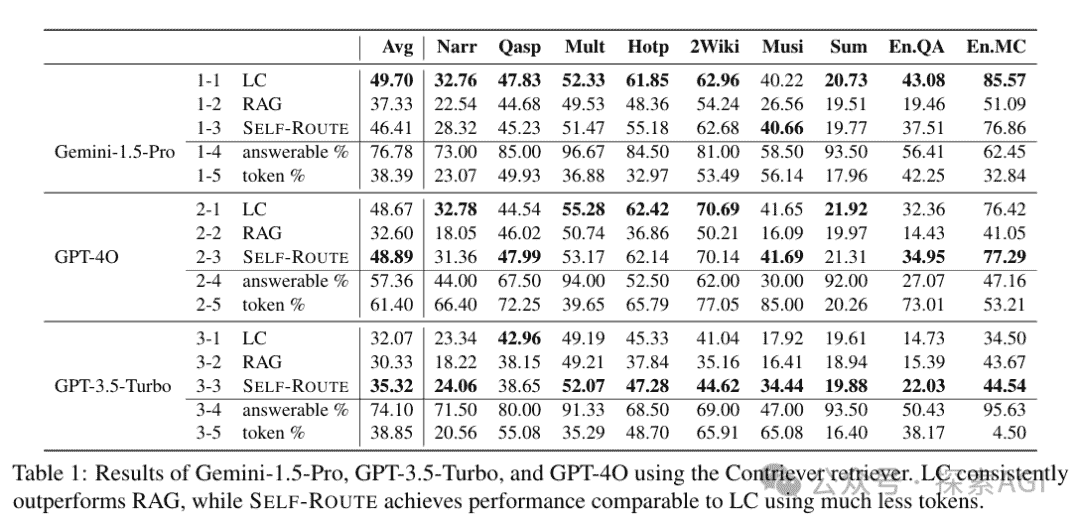 Avg Narr Qasp Mult Hotp 2Wiki Musi Sum En.QA En.MC
1-1 LC 49.70 32.76 47.83 52.33 61.85 62.96 40.22 20.73 43.08 85.57
1-2 RAG 37.33 22.54 44.68 49.53 48.36 54.24 26.56 19.51 19.46 51.09
1-3 SELF-ROUTE 46.41 28.32 45.23 51.47 55.18 62.68 40.66 19.77 37.51 76.86
Gemini-1.5-Pro 1-4 answerable % 76.78 73.00 85.00 96.67 84.50 81.00 58.50 93.50 56.41 62.45
1-5 token % 38.39 23.07 49.93 36.88 32.97 53.49 56.14 17.96 42.25 32.84
2-1 LC 48.67 32.78 44.54 55.28 62.42 70.69 41.65 21.92 32.36 76.42
2-2 RAG 32.60 18.05 46.02 50.74 36.86 50.21 16.09 19.97 14.43 41.05
GPT-4O 2-3 SELF-ROUTE 48.89 31.36 47.99 53.17 62.14 70.14 41.69 21.31 34.95 77.29
2-4 answerable % 57.36 44.00 67.50 94.00 52.50 62.00 30.00 92.00 27.07 47.16
2-5 token % 61.40 66.40 72.25 39.65 65.79 77.05 85.00 20.26 73.01 53.21
3-1 LC 32.07 23.34 42.96 49.19 45.33 41.04 17.92 19.61 14.73 34.50
3-2 RAG 30.33 18.22 38.15 49.21 37.84 35.16 16.41 18.94 15.39 43.67
GPT-3.5-Turbo 3-3 SELF-ROUTE 35.32 24.06 38.65 52.07 47.28 44.62 34.44 19.88 22.03 44.54
3-4 answerable % 74.10 71.50 80.00 91.33 68.50 69.00 47.00 93.50 50.43 95.63
3-5 token % 38.85 20.56 55.08 35.29 48.70 65.91 65.08 16.40 38.17 4.50
Table 1: Results of Gemini-1.5-Pro, GPT-3.5-Turbo, and GPT-4O using the Contriever retriever. LC consistently
outperforms RAG, while SELF-ROUTE achieves performance comparable to LC using much less tokens.
公众号 · 探索AGI